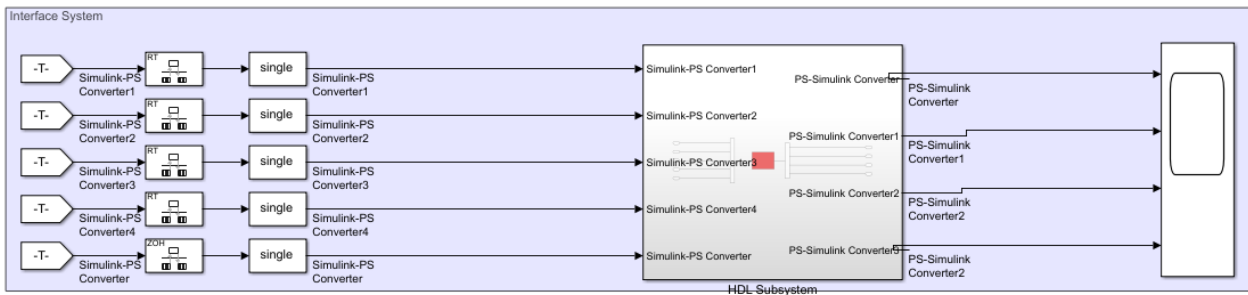 Interface System
-T-
Simulink-PS
Converter1
RT
single
Simulink-PS
Converter1
-T-
Simulink-PS
Converter2
RT
single
Simulink-PS
Converter2
-T-
Simulink-PS
Converter3
RT
single
Simulink-PS
Converter3
-T-
Simulink-PS
Converter4
RT
single
Simulink-PS
Converter4
-T-
Simulink-PS
Converter
ZOH
single
Simulink-PS
Converter
Simulink-PS Converter1
Simulink-PS Converter2
Simulink-PS Converter3
Simulink-PS Converter4
Simulink-PS Converter
PS-Simulink Converter
PS-Simulink Converter1
PS-Simulink Converter2
PS-Simulink Converter3
HDL Subsystem
PS-Simulink
Converter
PS-Simulink
Converter1
PS-Simulink
Converter2
PS-Simulink
Converter2